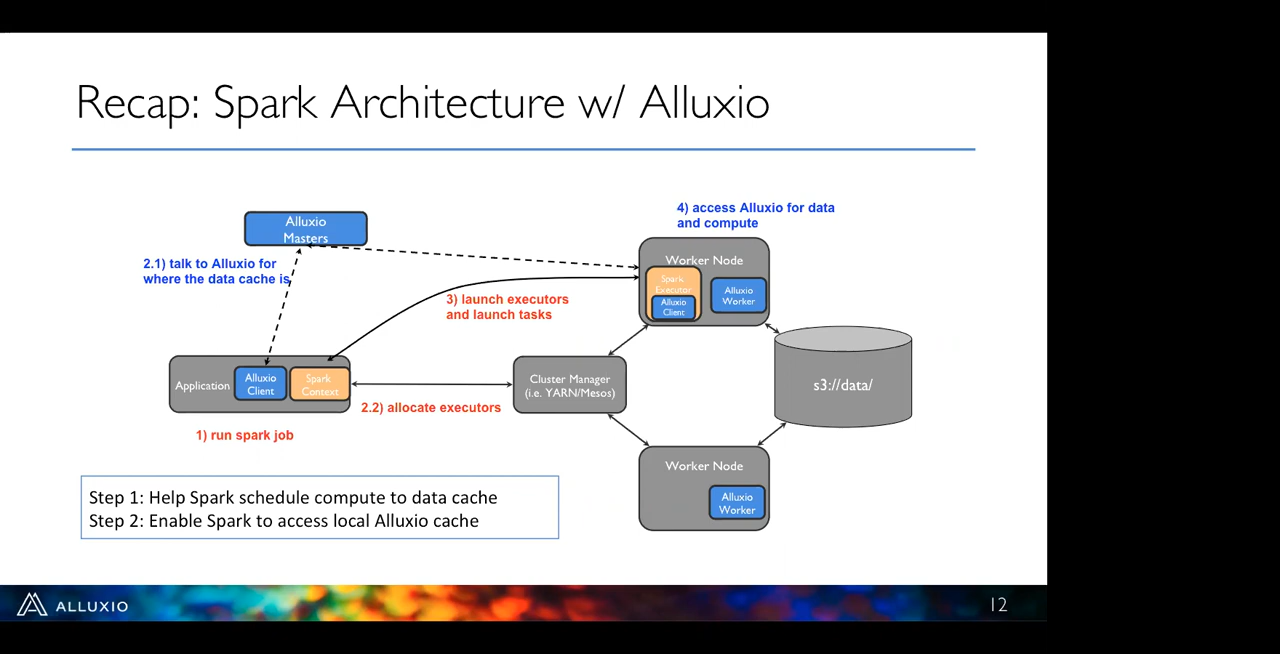 Recap: Spark Architecture w/ Alluxio
Alluxio
Masters
2.1) talk to Alluxio for
where the data cache is
4) access Alluxio for data
and compute
Worker Node
Spark
Executor
Alluxio
Client
Alluxio
Worker
3) launch executors
and launch tasks
Application
Alluxio
Client
Spark
Context
Cluster Manager
(i.e. YARN/Mesos)
s3://data/
2.2) allocate executors
1) run spark job
Worker Node
Alluxio
Worker
Step 1: Help Spark schedule compute to data cache
Step 2: Enable Spark to access local Alluxio cache
ALLUXIO
12